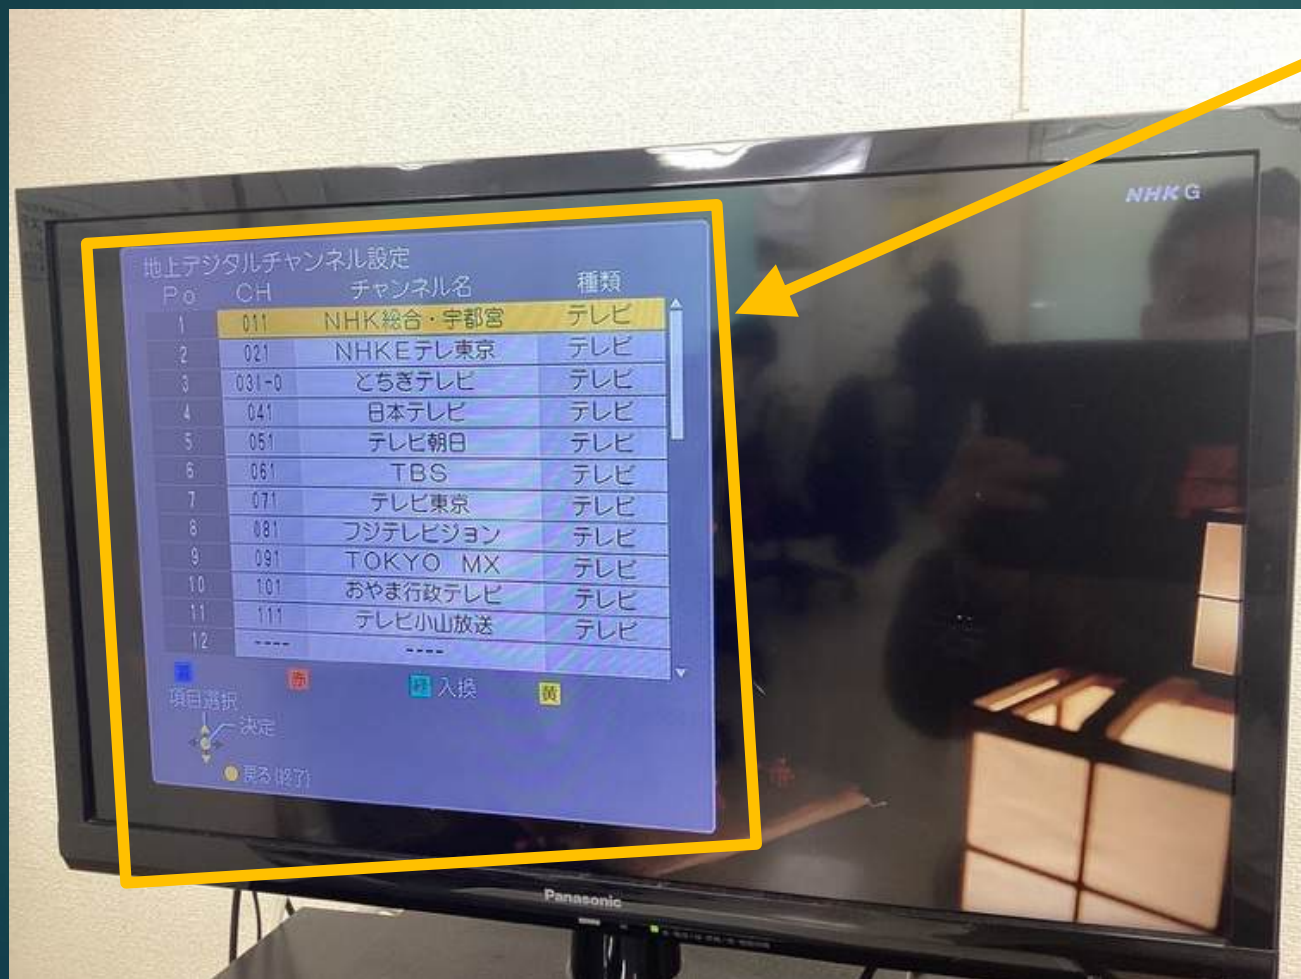 NHK G
地上デジタルチャンネル設定
Po CH チャンネル名 種類
1 011 NHK総合・宇都宮 テレビ
2 021 NHKEテレ東京 テレビ
3 031-0 とちぎテレビ テレビ
4 041 日本テレビ テレビ
5 051 テレビ朝日 テレビ
6 061 TBS テレビ
7 071 テレビ東京 テレビ
8 081 フジテレビジョン テレビ
9 091 TOKYO MX テレビ
10 101 おやま行政テレビ テレビ
11 111 テレビ小山放送 テレビ
12 ---- ----
青 赤 緑 入換 黄
項目選択
決定
戻る(終了)
Panasonic